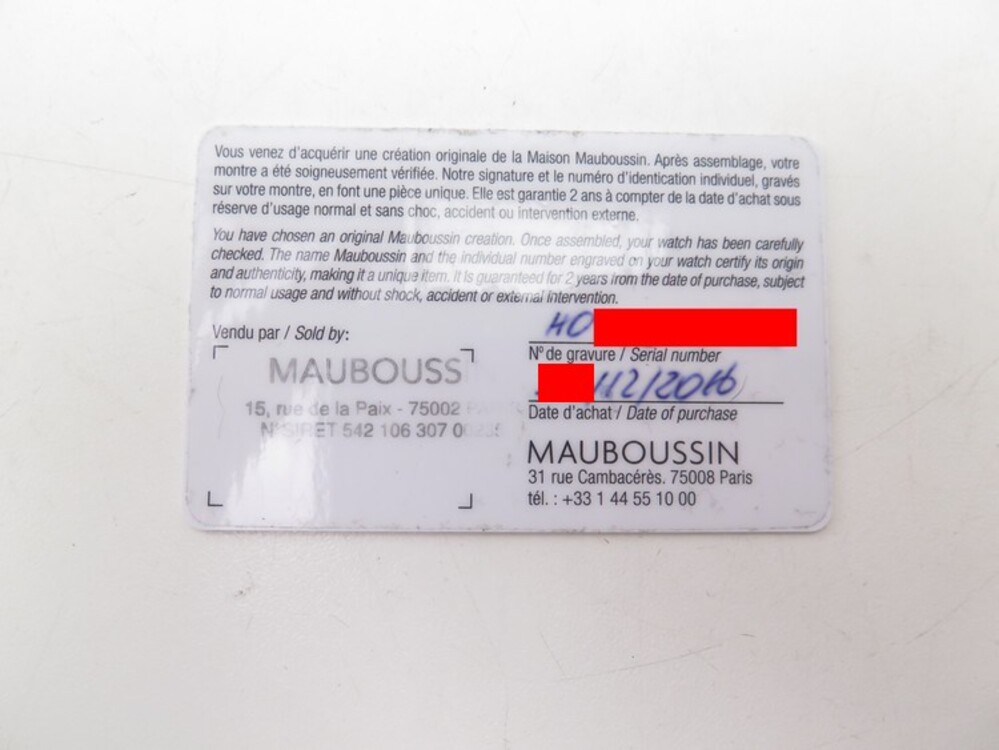 Vous venez d'acquérir une création originale de la Maison Mauboussin. Après assemblage, votre
montre a été soigneusement vérifiée. Notre signature et le numéro d'identication individuel, gravés
sur votre montre, en font une pièce unique. Elle est garantie 2 ans à compter de la date d'achat sous
réserve d'usage normal et sans choc, accident ou intervention externe.
You have chosen an original Mauboussin creation. Once assembled, your watch has been carefully
checked. The name Mauboussin and the individual number engraved on your watch certify its origin
and authenticity, making it a unique item. It is guaranteed for 2 years from the date of purchase, subject
to normal usage and without shock, accident or external intervention.
Vendu par / Sold by:
MAUBOUSS
15, rue de la Paix - 75002
N°SIRET 542 106 307 0
HO
N° de gravure / Serial number
/12/2016
Date d'achat / Date of purchase
MAUBOUSSIN
31 rue Cambacérès. 75008 Paris
tél. : +33 1 44 55 10 00